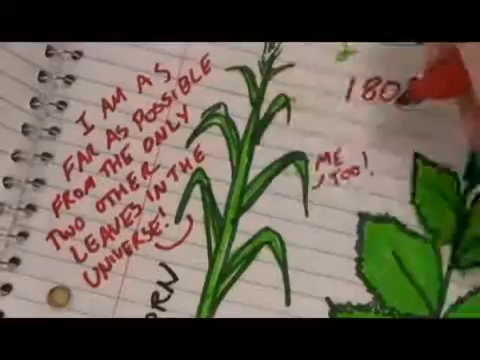 I AM AS
FAR AS POSSIBLE
FROM THE ONLY
TWO OTHER
LEAVES IN THE
UNIVERSE!
ME
TOO!
180